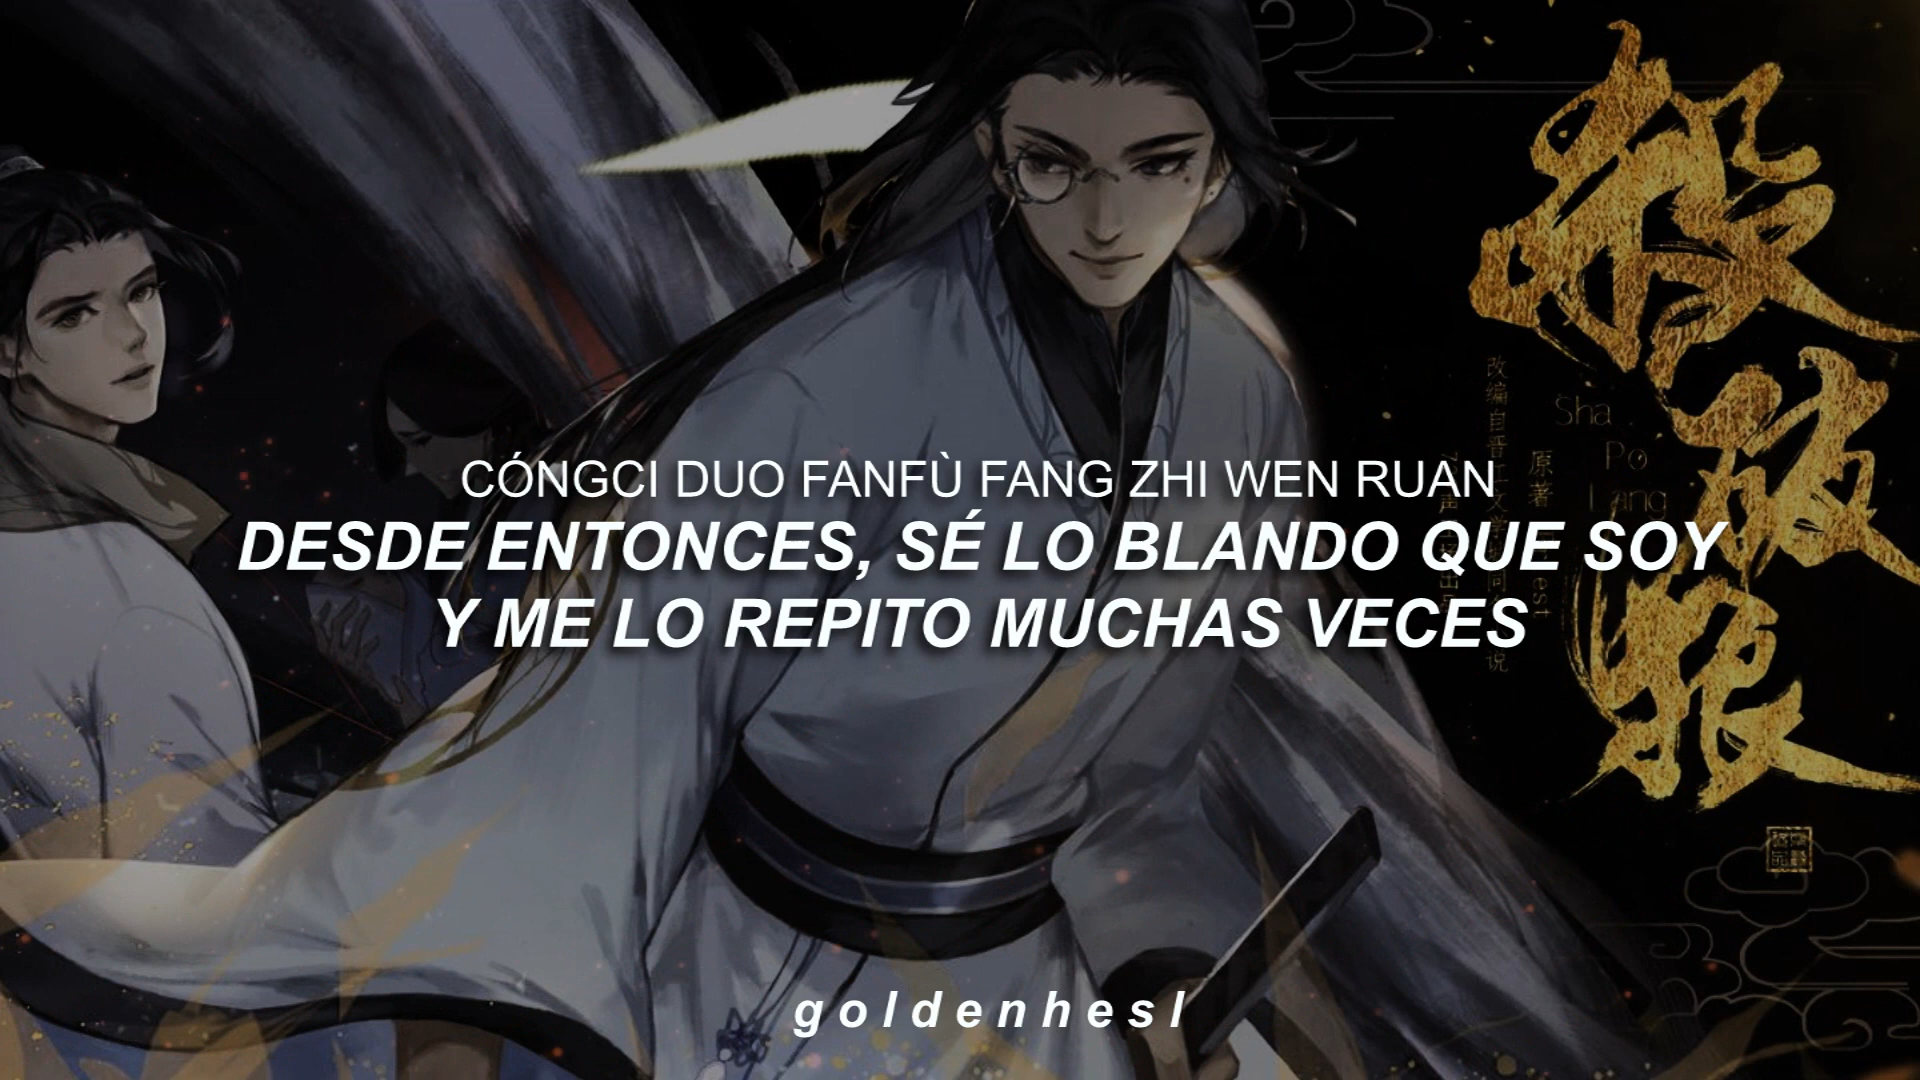 殺破狼
Sha
Po
Lang
原著
CÓNGCI DUO FANFÙ FANG ZHI WEN RUAN
DESDE ENTONCES, SÉ LO BLANDO QUE SOY
Y ME LO REPITO MUCHAS VECES
goldenhesl